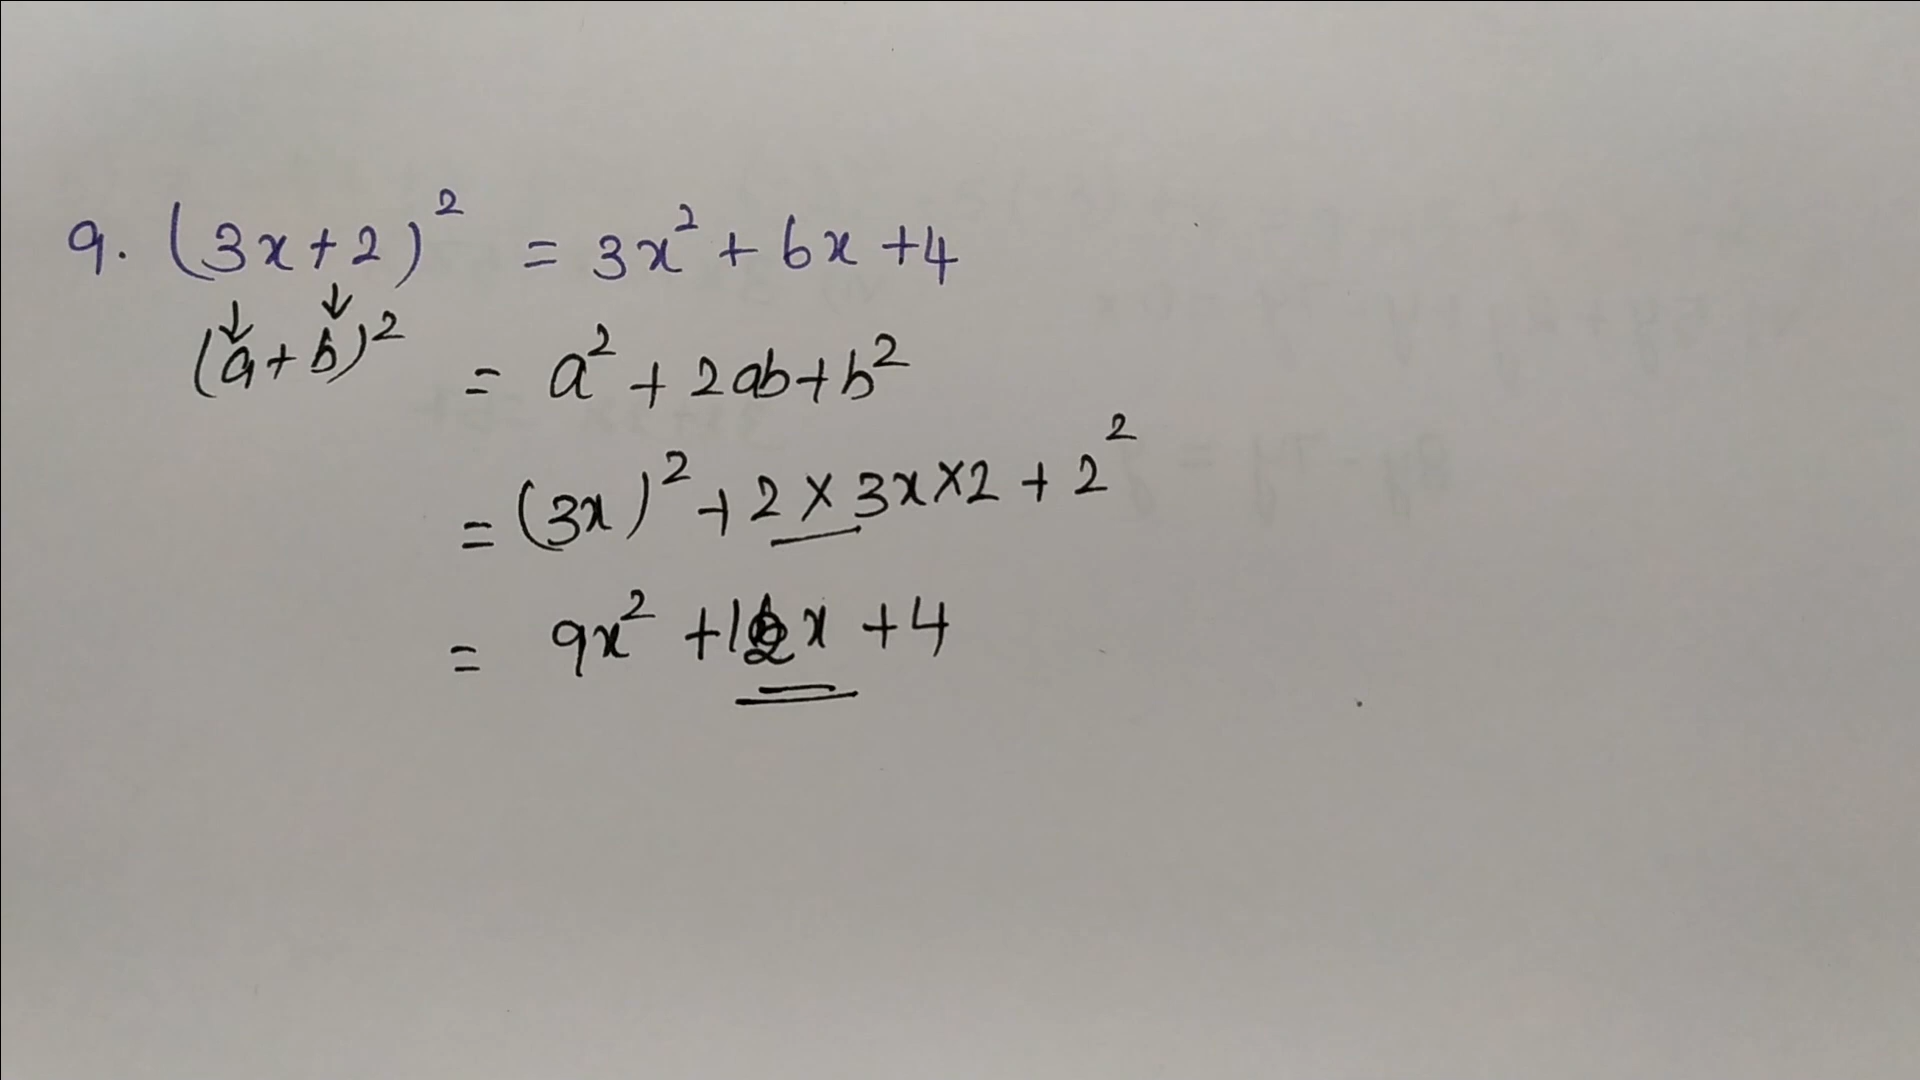 9. (3x+2)² = 3x² + 6x +4
(a+b)² = a² + 2ab+b²
= (3x)² + 2 × 3x×2 + 2²
= 9x² +12x +4